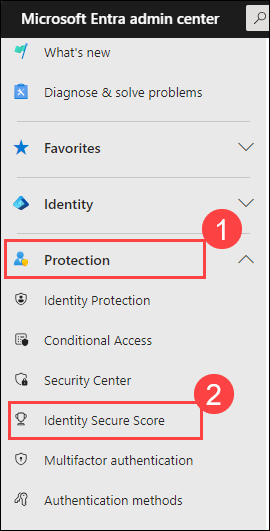 Microsoft Entra admin center
What's new
Diagnose & solve problems
Favorites
Identity
1
Protection
Identity Protection
Conditional Access
Security Center
2
Identity Secure Score
Multifactor authentication
Authentication methods